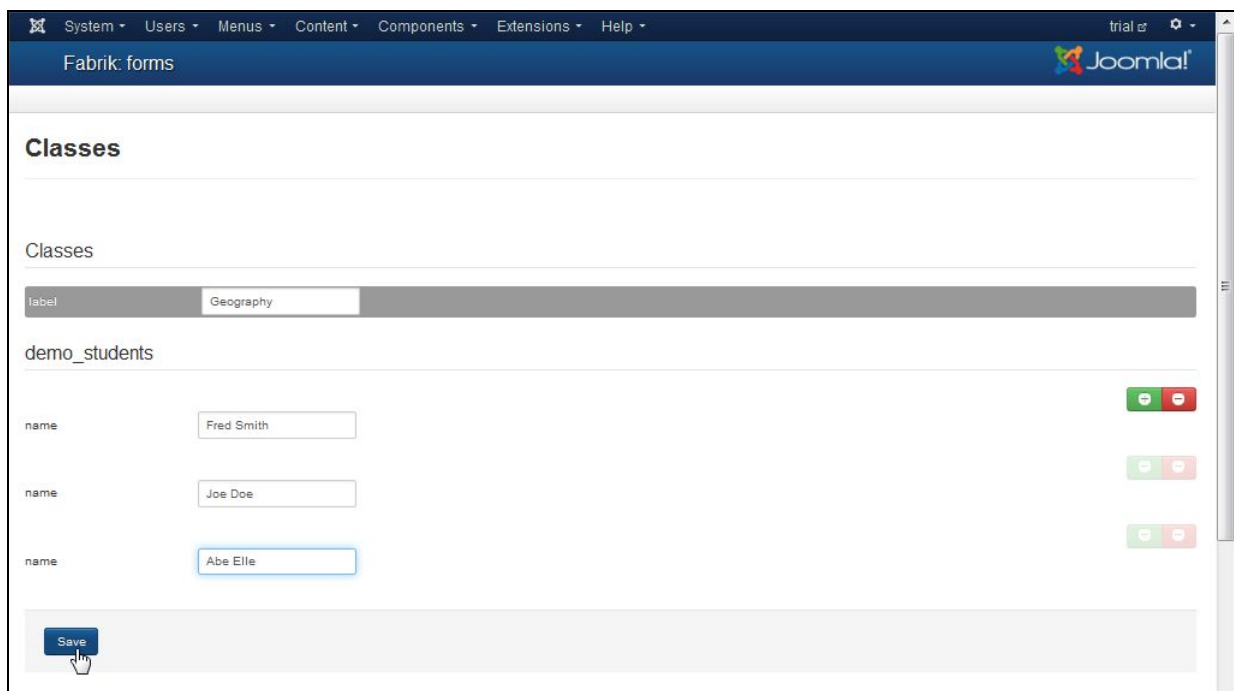 System Users Menus Content Components Extensions Help trial
Fabrik: forms Joomla!
Classes
Classes
label Geography
demo_students
name Fred Smith
name Joe Doe
name Abe Elle
Save